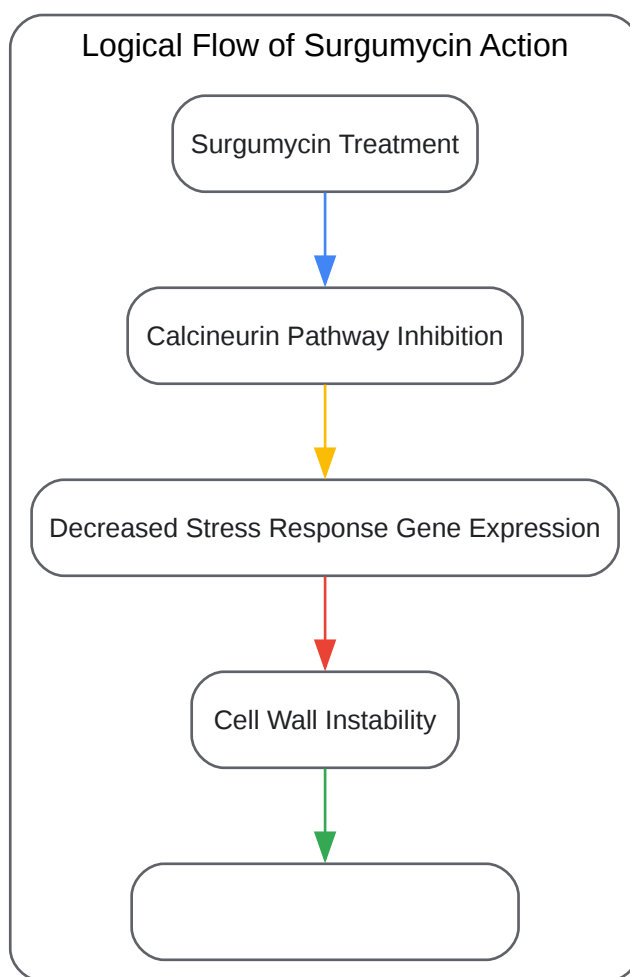 Logical Flow of Surgumycin Action
Surgumycin Treatment
Calcineurin Pathway Inhibition
Decreased Stress Response Gene Expression
Cell Wall Instability